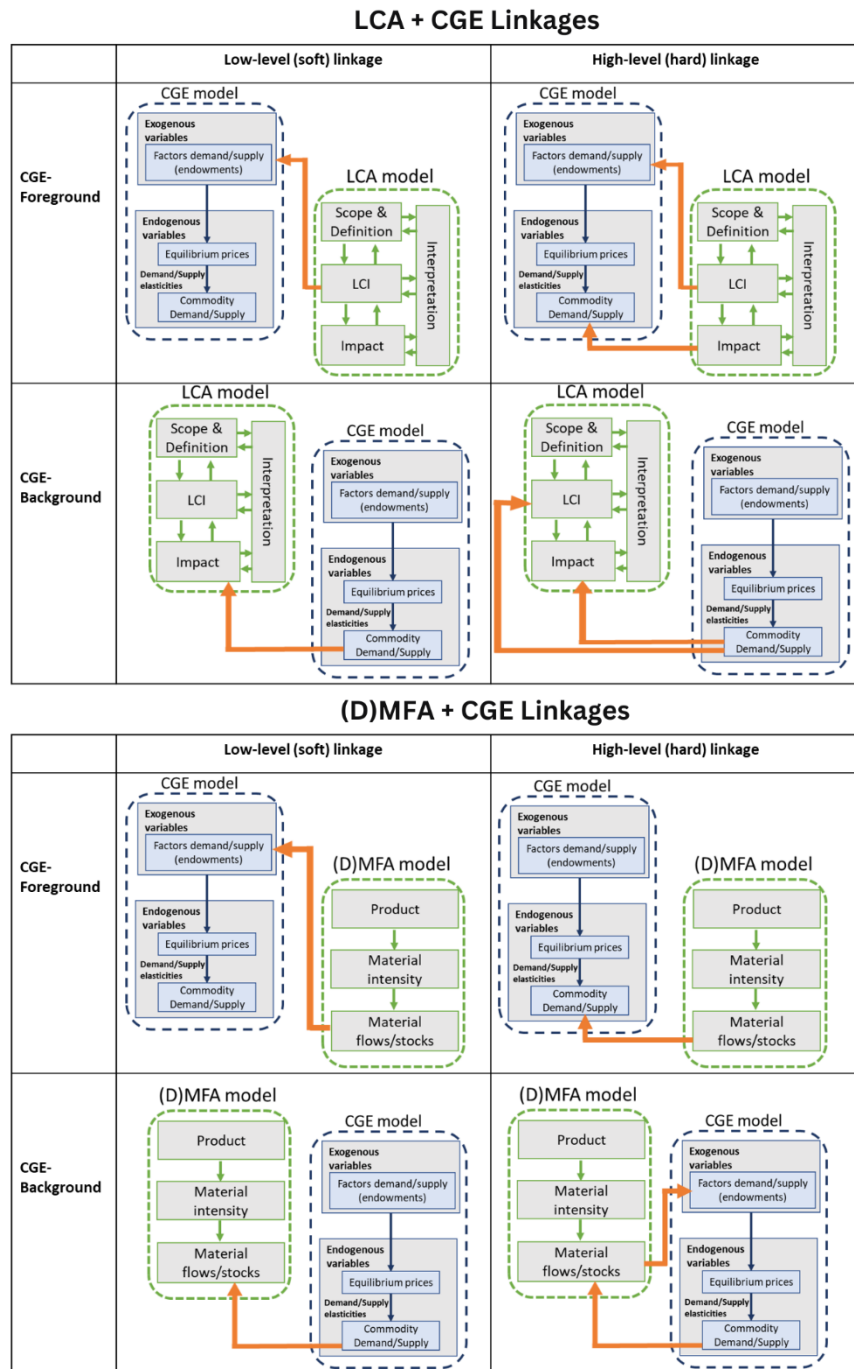 LCA + CGE Linkages
Low-level (soft) linkage
High-level (hard) linkage
CGE-
Foreground
CGE model
Exogenous
variables
Factors demand/supply
(endowments)
Endogenous
variables
Equilibrium prices
Demand/Supply
elasticities
Commodity
Demand/Supply
LCA model
Scope &
Definition
LCI
Impact
Interpretation
CGE model
Exogenous
variables
Factors demand/supply
(endowments)
Endogenous
variables
Equilibrium prices
Demand/Supply
elasticities
Commodity
Demand/Supply
LCA model
Scope &
Definition
LCI
Impact
Interpretation
CGE-
Background
LCA model
Scope &
Definition
LCI
Impact
Interpretation
CGE model
Exogenous
variables
Factors demand/supply
(endowments)
Endogenous
variables
Equilibrium prices
Demand/Supply
elasticities
Commodity
Demand/Supply
LCA model
Scope &
Definition
LCI
Impact
Interpretation
CGE model
Exogenous
variables
Factors demand/supply
(endowments)
Endogenous
variables
Equilibrium prices
Demand/Supply
elasticities
Commodity
Demand/Supply
(D)MFA + CGE Linkages
Low-level (soft) linkage
High-level (hard) linkage
CGE-
Foreground
CGE model
Exogenous
variables
Factors demand/supply
(endowments)
Endogenous
variables
Equilibrium prices
Demand/Supply
elasticities
Commodity
Demand/Supply
(D)MFA model
Product
Material
intensity
Material
flows/stocks
CGE model
Exogenous
variables
Factors demand/supply
(endowments)
Endogenous
variables
Equilibrium prices
Demand/Supply
elasticities
Commodity
Demand/Supply
(D)MFA model
Product
Material
intensity
Material
flows/stocks
CGE-
Background
(D)MFA model
Product
Material
intensity
Material
flows/stocks
CGE model
Exogenous
variables
Factors demand/supply
(endowments)
Endogenous
variables
Equilibrium prices
Demand/Supply
elasticities
Commodity
Demand/Supply
(D)MFA model
Product
Material
intensity
Material
flows/stocks
CGE model
Exogenous
variables
Factors demand/supply
(endowments)
Endogenous
variables
Equilibrium prices
Demand/Supply
elasticities
Commodity
Demand/Supply